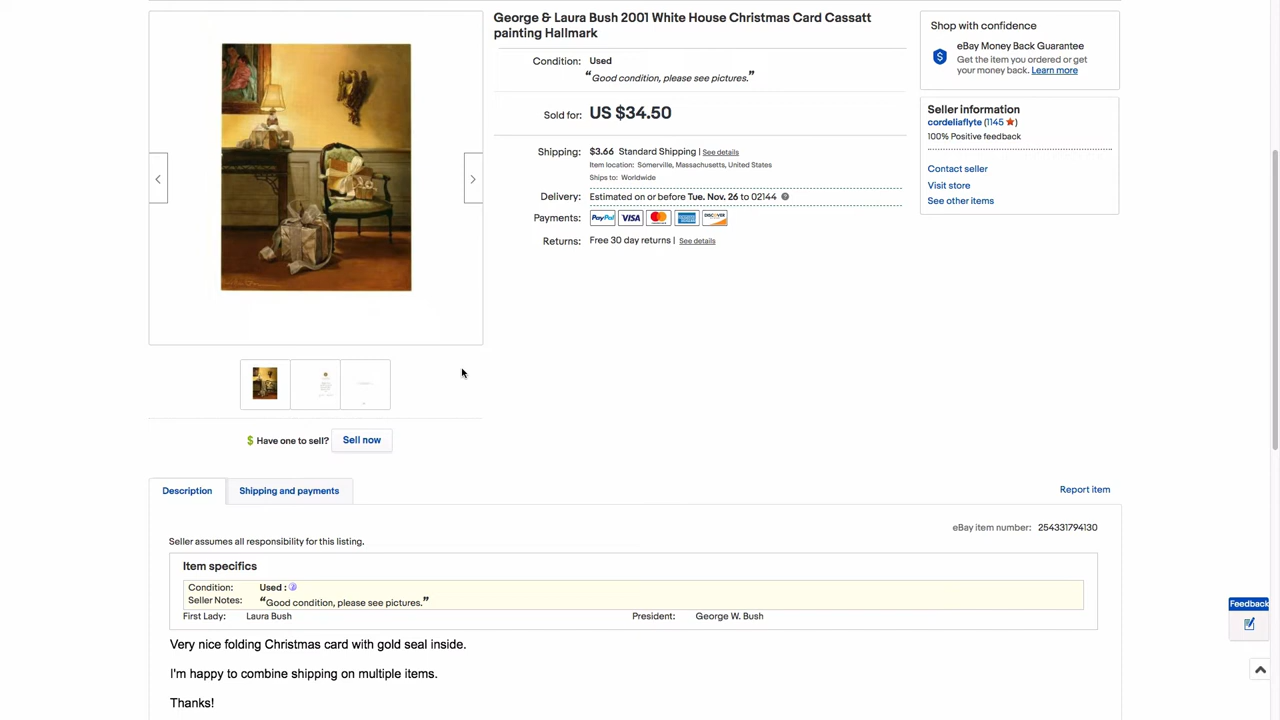 George & Laura Bush 2001 White House Christmas Card Cassatt
painting Hallmark
Condition: Used
“Good condition, please see pictures.”
Sold for: US $34.50
Shipping: $3.66 Standard Shipping | See details
Item location: Somerville, Massachusetts, United States
Ships to: Worldwide
Delivery: Estimated on or before Tue. Nov. 26 to 02144
Payments: PayPal VISA
Returns: Free 30 day returns | See details
Shop with confidence
eBay Money Back Guarantee
Get the item you ordered or get
your money back. Learn more
Seller information
cordeliaflyte (1145)
100% Positive feedback
Contact seller
Visit store
See other items
$ Have one to sell? Sell now
Description
Shipping and payments
Report item
eBay item number: 254331794130
Seller assumes all responsibility for this listing.
Item specifics
Condition: Used :
Seller Notes: “Good condition, please see pictures.”
First Lady: Laura Bush President: George W. Bush
Very nice folding Christmas card with gold seal inside.
I'm happy to combine shipping on multiple items.
Thanks!
Feedback